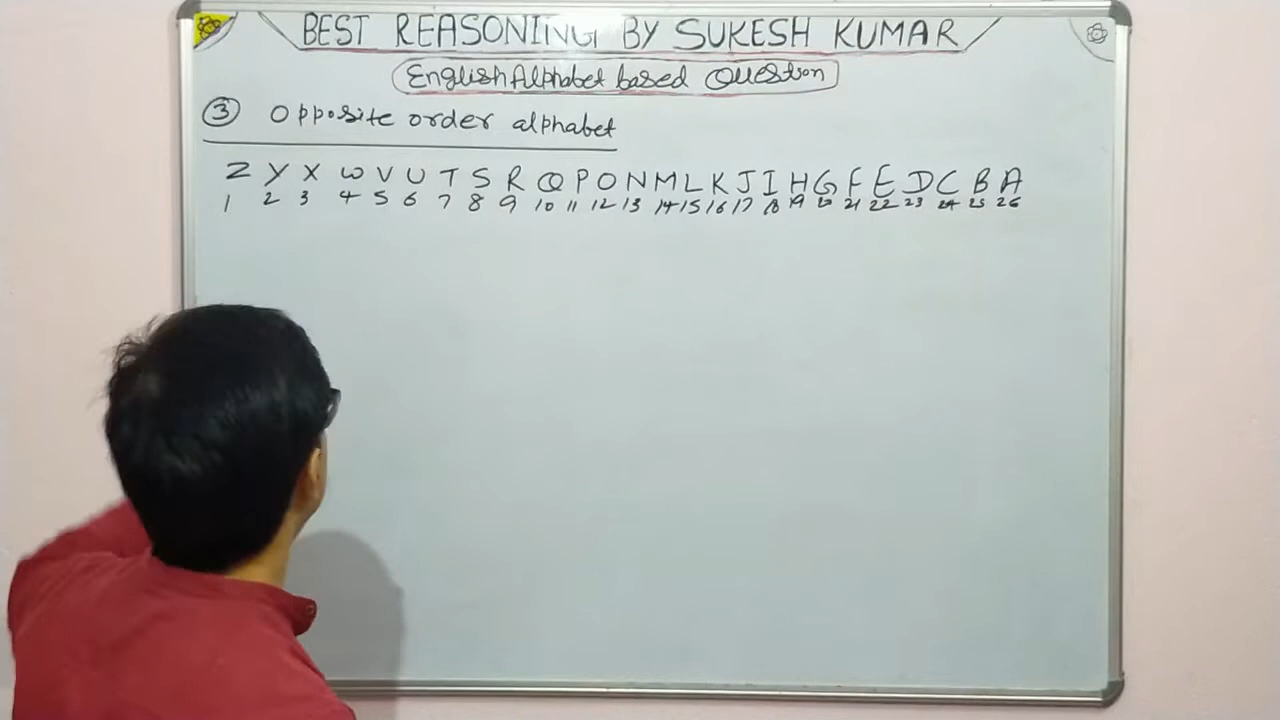 BEST REASONING BY SUKESH KUMAR
English Alphabet based Question
③ Opposite order alphabet
Z Y X W V U T S R Q P O N M L K J I H G F E D C B A
1 2 3 4 5 6 7 8 9 10 11 12 13 14 15 16 17 18 19 20 21 22 23 24 25 26